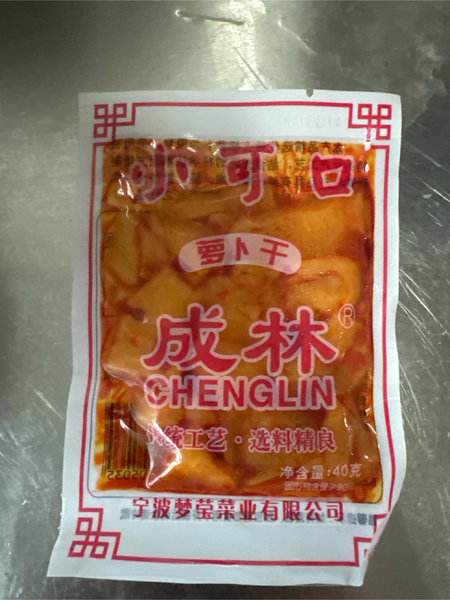 小可口
萝卜干
成林®
CHENGLIN
传统工艺·选料精良
净含量:40克
宁波梦莹菜业有限公司